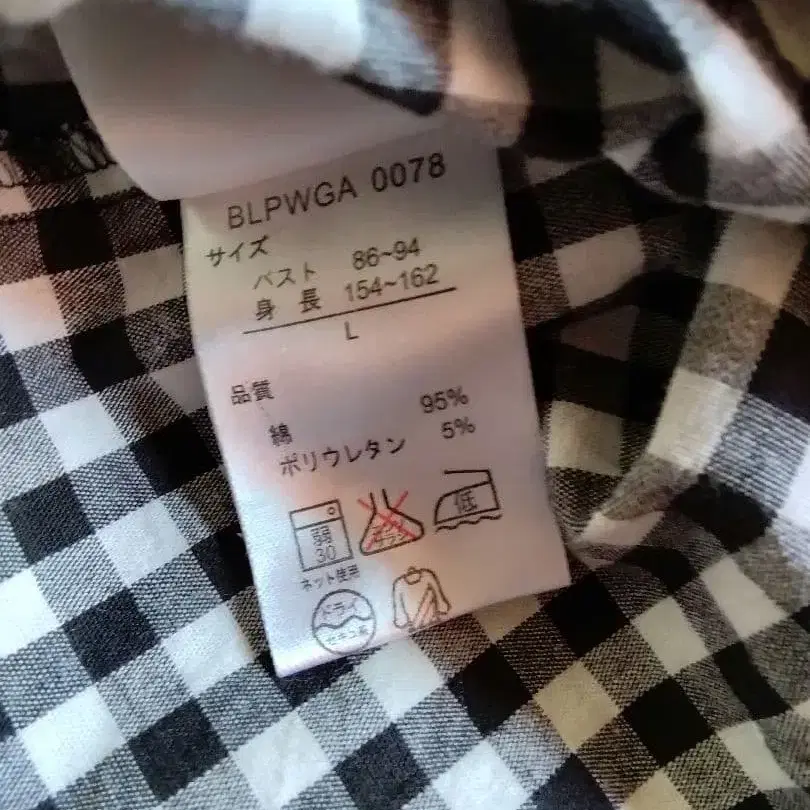 BLPWGA 0078
サイズ
バスト 86~94
身長 154~162
L
品質
綿 95%
ポリウレタン 5%
弱
30
低
ネット使用
ドライ